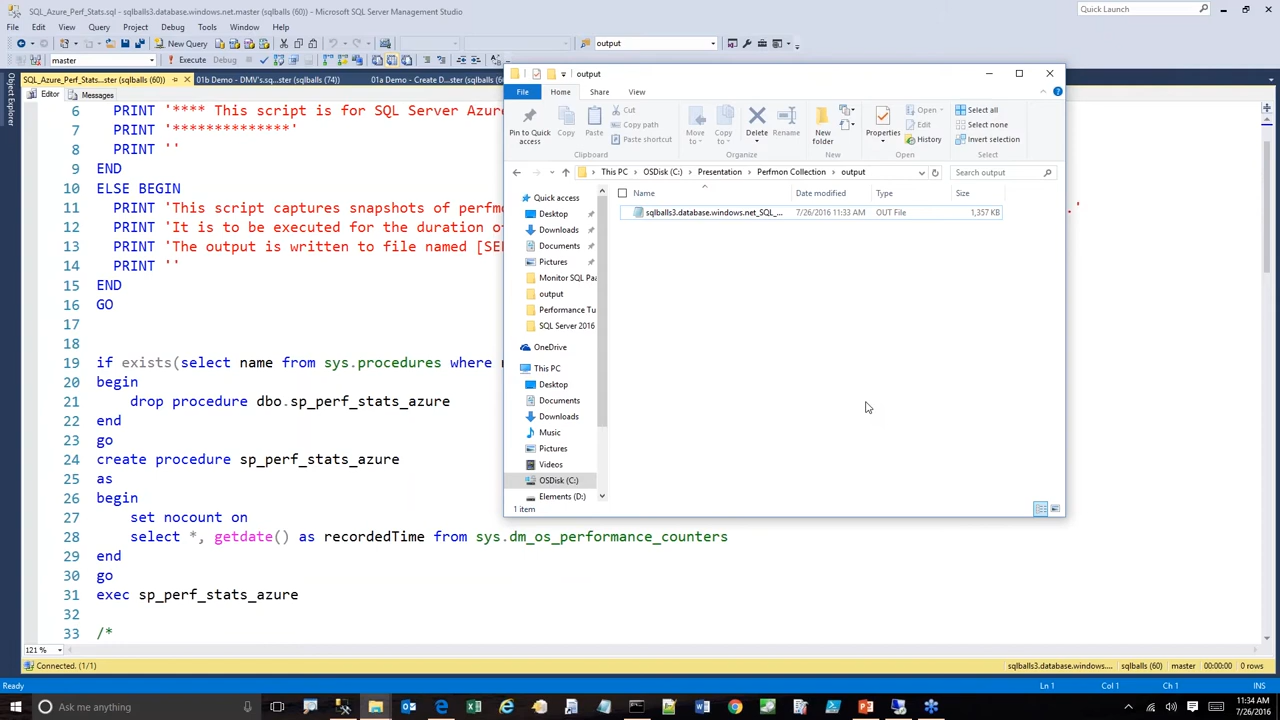 SQL_Azure_Perf_Stats.sql - sqlballs3.database.windows.net.master (sqlballs (60)) - Microsoft SQL Server Management Studio
Quick Launch
File Edit View Query Project Debug Tools Window Help
New Query
output
master
Execute Debug
SQL_Azure_Perf_Stats...ster (sqlballs (60))
01b Demo - DMV's.sq...ster (sqlballs (74))
01a Demo - Create D...ster (sqlballs (6
Object Explorer
Editor Messages
6 PRINT '**** This script is for SQL Server Azure
7 PRINT '**************'
8 PRINT ''
9 END
10 ELSE BEGIN
11 PRINT 'This script captures snapshots of perfmo
12 PRINT 'It is to be executed for the duration of
13 PRINT 'The output is written to file named [SER
14 PRINT ''
15 END
16 GO
17
18
19 if exists(select name from sys.procedures where n
20 begin
21 drop procedure dbo.sp_perf_stats_azure
22 end
23 go
24 create procedure sp_perf_stats_azure
25 as
26 begin
27 set nocount on
28 select *, getdate() as recordedTime from sys.dm_os_performance_counters
29 end
30 go
31 exec sp_perf_stats_azure
32
33 /*
121 %
Connected. (1/1)
sqlballs3.database.windows.... sqlballs (60) master 00:00:00 0 rows
Ready
Ln 1 Col 1 Ch 1 INS
output
File Home Share View
Pin to Quick access
Copy
Paste
Cut
Copy path
Paste shortcut
Clipboard
Move to
Copy to
Delete
Rename
Organize
New folder
New
Properties
Open
Edit
History
Open
Select all
Select none
Invert selection
Select
This PC OSDisk (C:) Presentation Perfmon Collection output
Search output
Name Date modified Type Size
sqlballs3.database.windows.net_SQL_... 7/26/2016 11:33 AM OUT File 1,357 KB
Quick access
Desktop
Downloads
Documents
Pictures
Monitor SQL Paa
output
Performance Tu
SQL Server 2016
OneDrive
This PC
Desktop
Documents
Downloads
Music
Pictures
Videos
OSDisk (C:)
Elements (D:)
1 item
Ask me anything
11:34 AM
7/26/2016